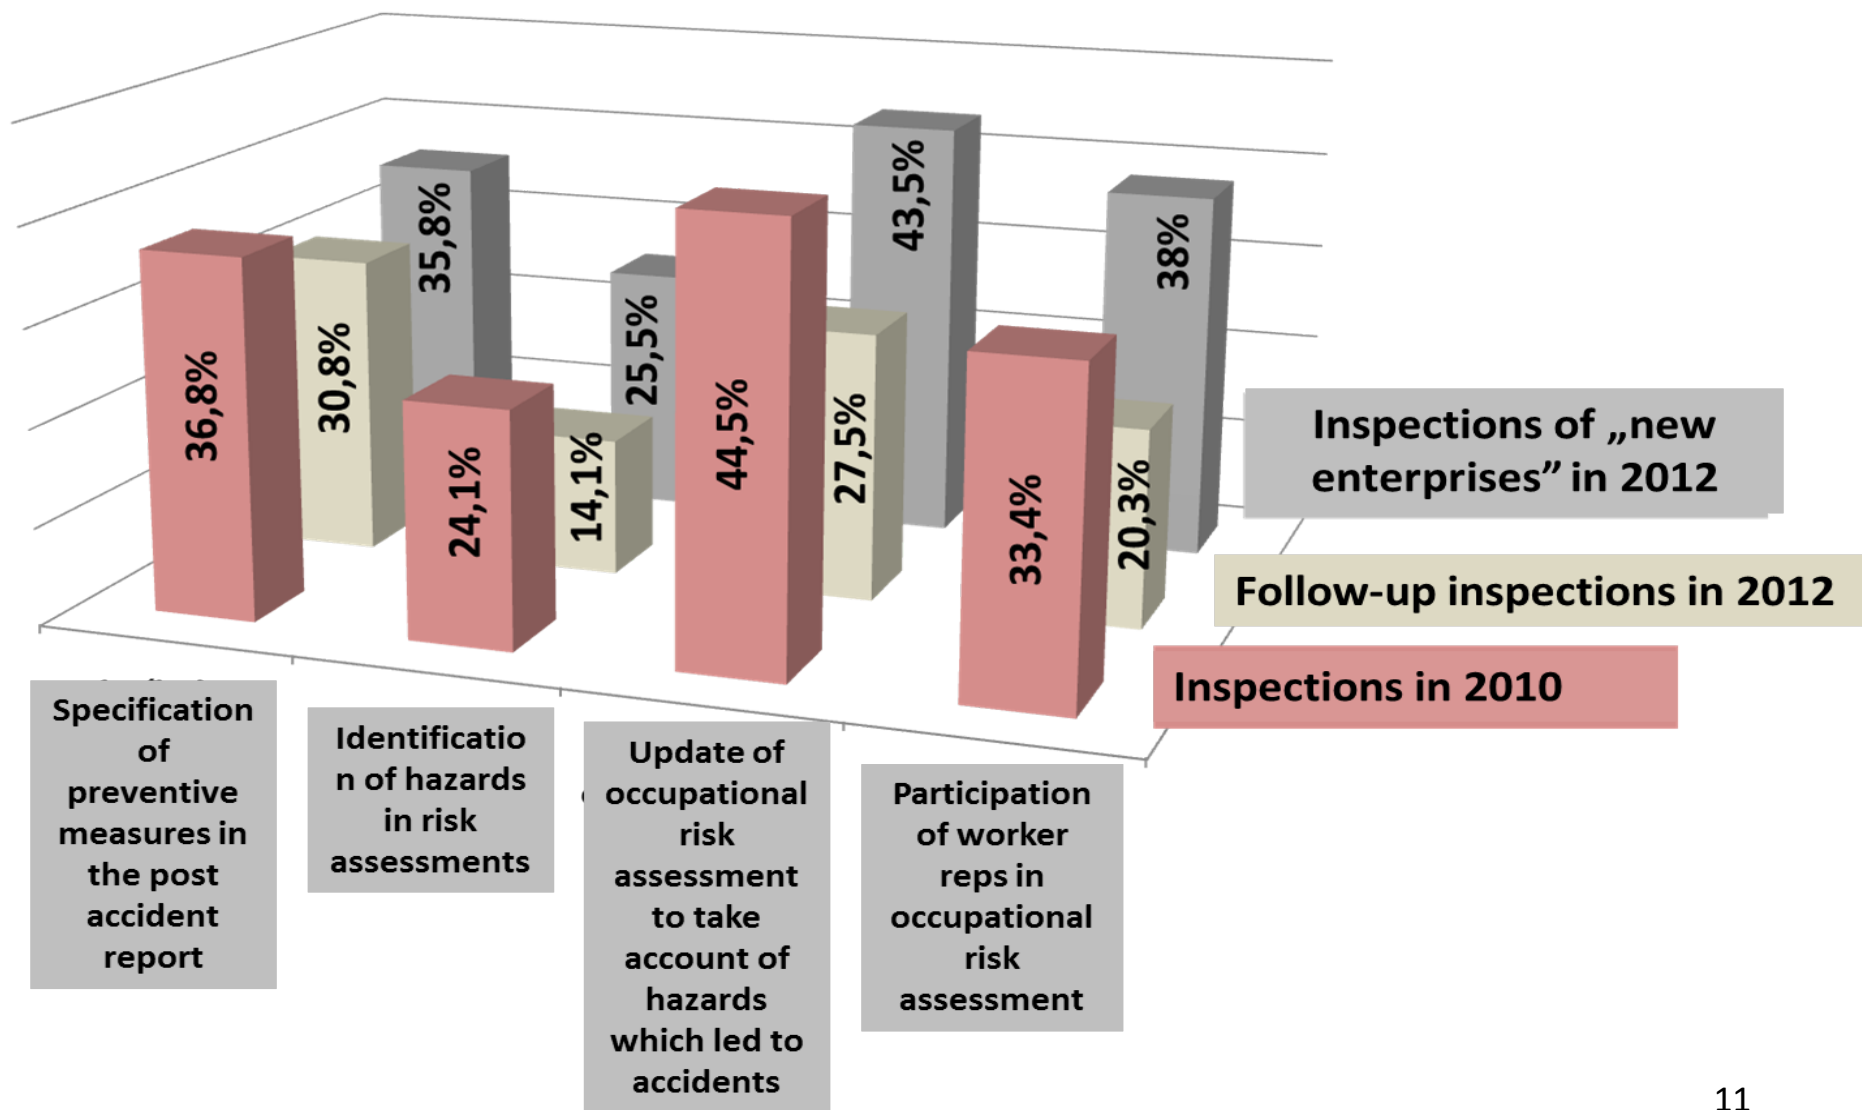 36,8%
30,8%
35,8%
24,1%
14,1%
25,5%
44,5%
27,5%
43,5%
33,4%
20,3%
38%
Inspections of „new
enterprises” in 2012
Follow-up inspections in 2012
Inspections in 2010
Specification
of
preventive
measures in
the post
accident
report
Identificatio
n of hazards
in risk
assessments
Update of
occupational
risk
assessment
to take
account of
hazards
which led to
accidents
Participation
of worker
reps in
occupational
risk
assessment
11